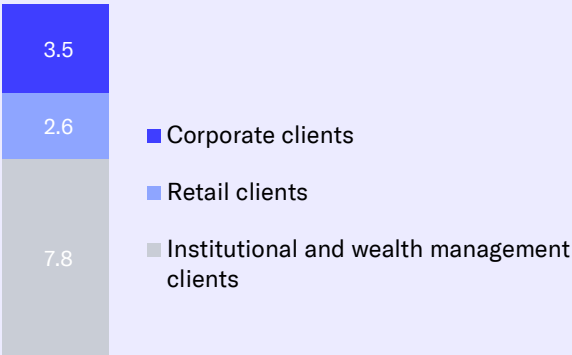 3.5
2.6
Corporate clients
Retail clients
7.8
Institutional and wealth management
clients